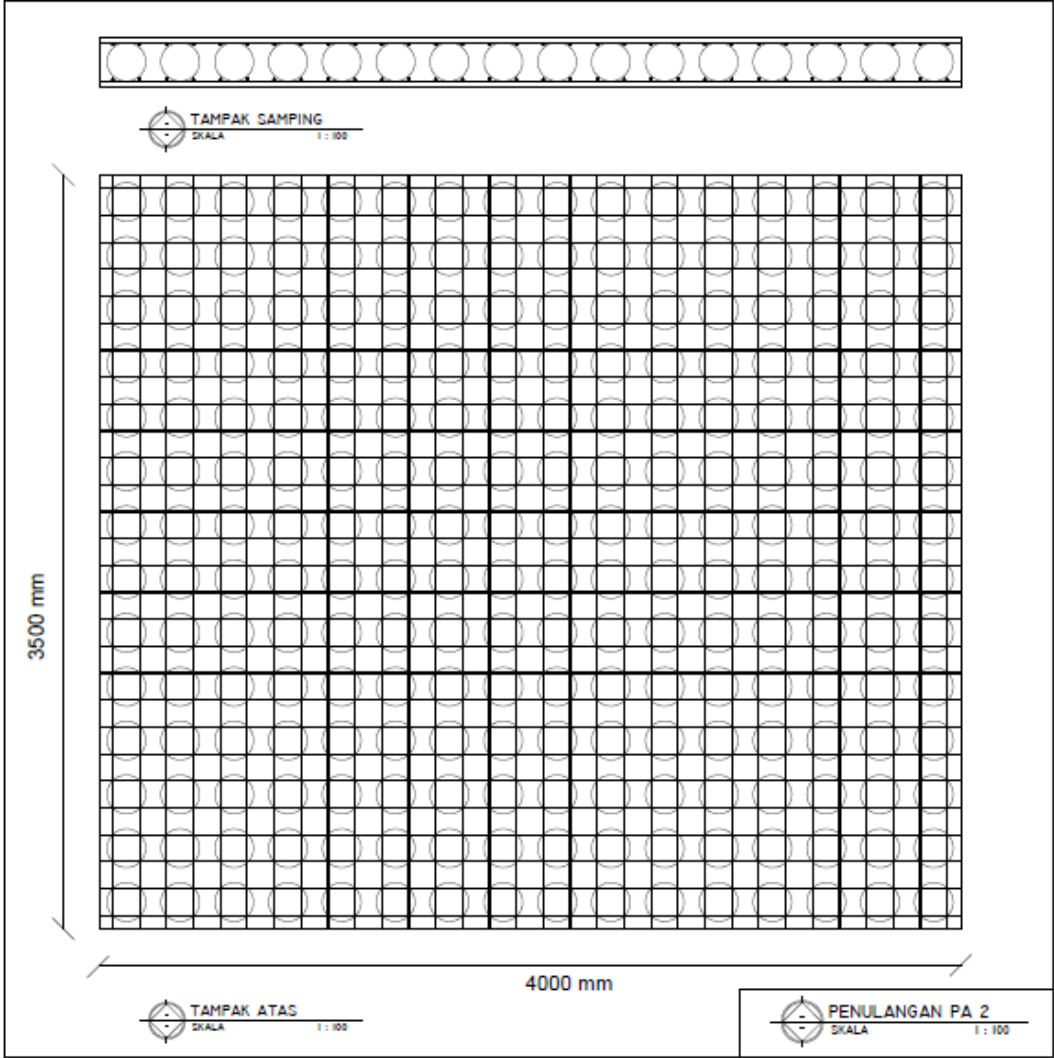 TAMPAK SAMPING
SKALA 1 : 100
3500 mm
4000 mm
TAMPAK ATAS
SKALA 1 : 100
PENULANGAN PA 2
SKALA 1 : 100